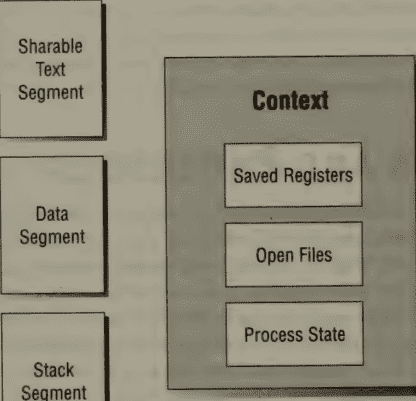 Sharable
Text
Segment
Data
Segment
Stack
Segment
Context
Saved Registers
Open Files
Process State